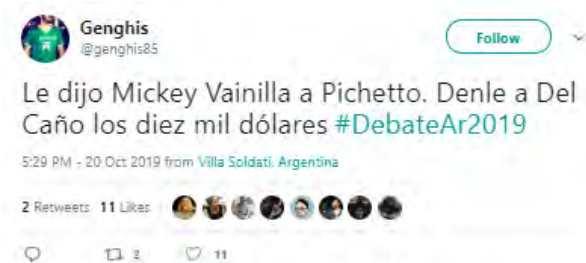 Genghis
@genghis85
Follow
Le dijo Mickey Vainilla a Pichetto. Denle a Del
Caño los diez mil dólares #DebateAr2019
5:29 PM - 20 Oct 2019 from Villa Soldati, Argentina
2 Retweets 11 Likes
2 11